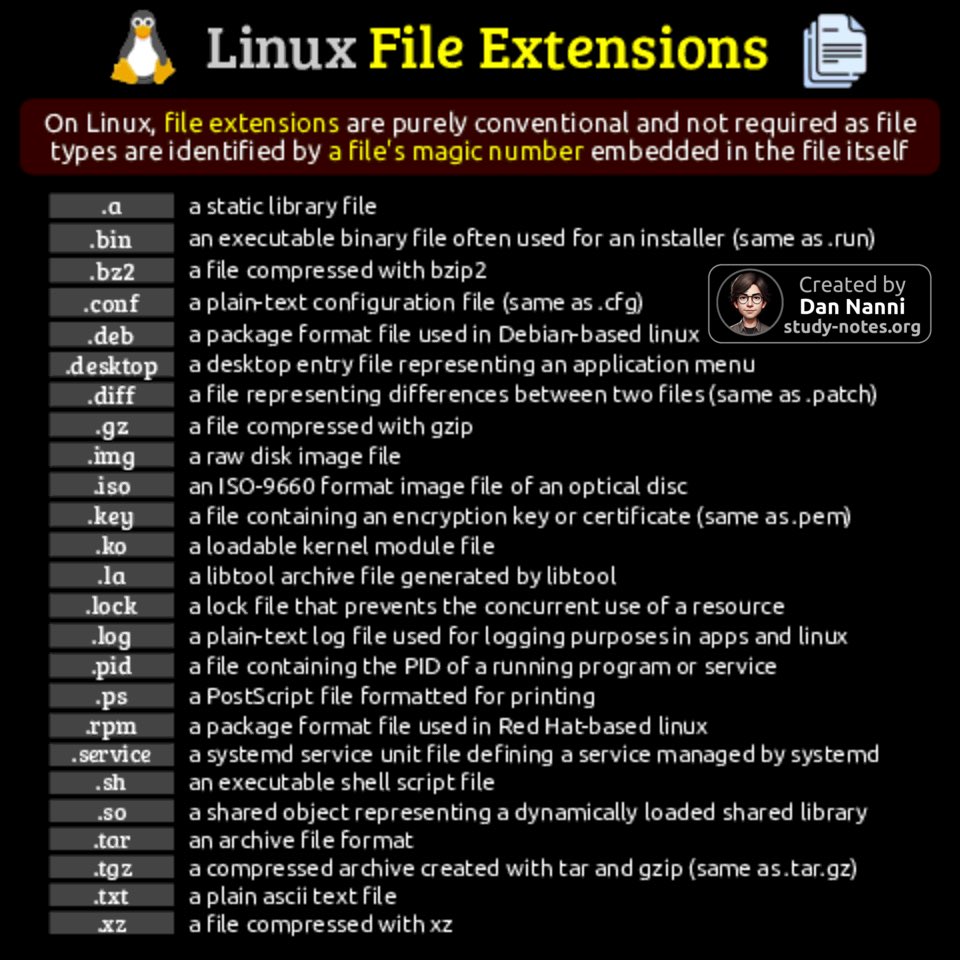 Linux File Extensions
On Linux, file extensions are purely conventional and not required as file
types are identified by a file's magic number embedded in the file itself
.a a static library file
.bin an executable binary file often used for an installer (same as .run)
.bz2 a file compressed with bzip2
.conf a plain-text configuration file (same as .cfg)
.deb a package format file used in Debian-based linux
Created by
Dan Nanni
study-notes.org
.desktop a desktop entry file representing an application menu
.diff a file representing differences between two files (same as .patch)
.gz a file compressed with gzip
.img a raw disk image file
.iso an ISO-9660 format image file of an optical disc
.key a file containing an encryption key or certificate (same as .pem)
.ko a loadable kernel module file
.la a libtool archive file generated by libtool
.lock a lock file that prevents the concurrent use of a resource
.log a plain-text log file used for logging purposes in apps and linux
.pid a file containing the PID of a running program or service
.ps a PostScript file formatted for printing
.rpm a package format file used in Red Hat-based linux
.service a systemd service unit file defining a service managed by systemd
.sh an executable shell script file
.so a shared object representing a dynamically loaded shared library
.tar an archive file format
.tgz a compressed archive created with tar and gzip (same as .tar.gz)
.txt a plain ascii text file
.xz a file compressed with xz